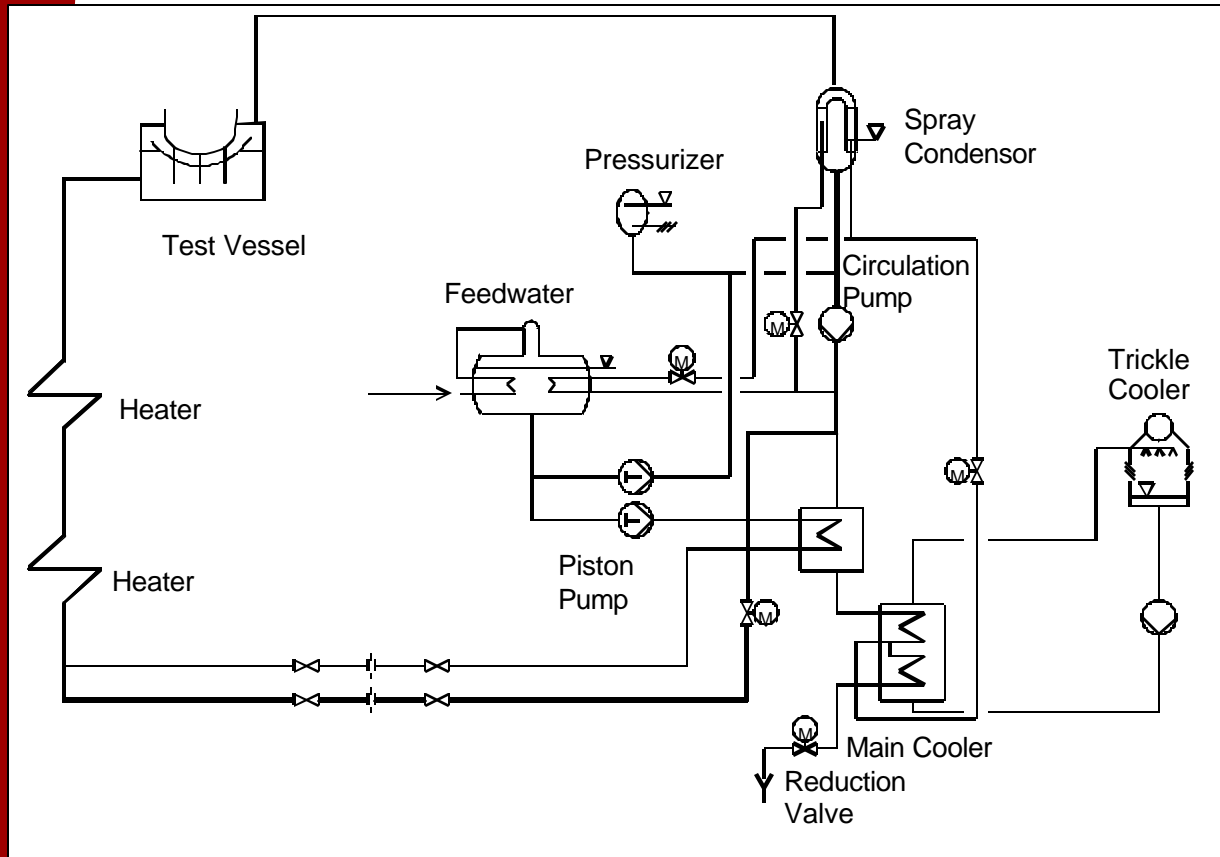 Spray
Condensor
Pressurizer
Test Vessel
Circulation
Pump
Feedwater
M
M
Trickle
Cooler
Heater
M
T
T
Piston
Pump
Heater
M
M
Main Cooler
Reduction
Valve